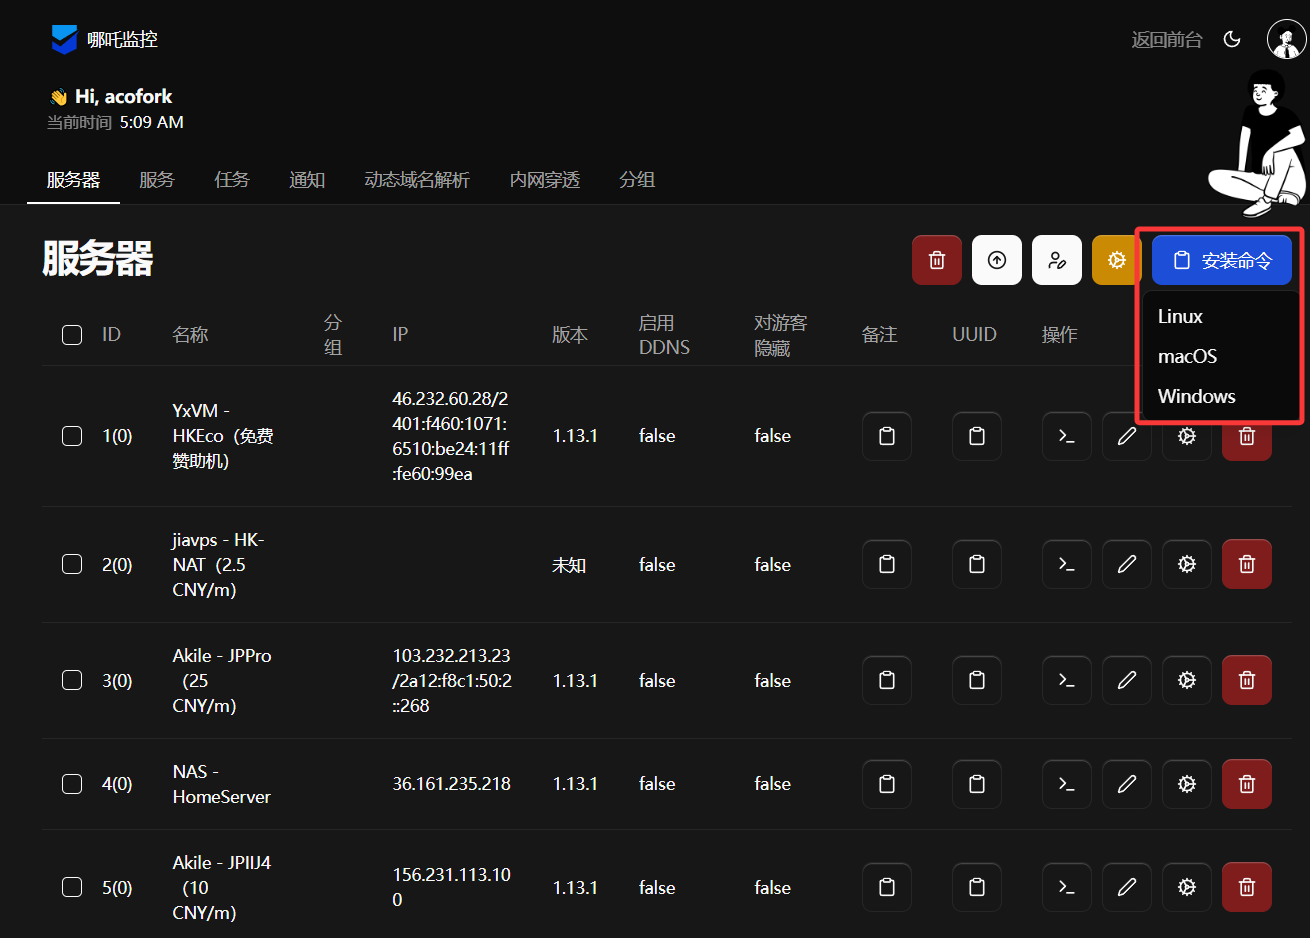 哪吒监控
返回前台
👋 Hi, acofork
当前时间 5:09 AM
服务器 服务 任务 通知 动态域名解析 内网穿透 分组
服务器
安装命令
Linux
macOS
Windows
ID 名称 分组 IP 版本 启用DDNS 对游客隐藏 备注 UUID 操作
1(0)
YxVM -
HKEco（免费
赞助机)
46.232.60.28/2
401:f460:1071:
6510:be24:11ff
:fe60:99ea
1.13.1 false false
2(0)
jiavps - HK-
NAT（2.5
CNY/m)
未知 false false
3(0)
Akile - JPPro
（25
CNY/m)
103.232.213.23
/2a12:f8c1:50:2
::268
1.13.1 false false
4(0)
NAS -
HomeServer
36.161.235.218
1.13.1 false false
5(0)
Akile - JPIIJ4
（10
CNY/m)
156.231.113.10
0
1.13.1 false false